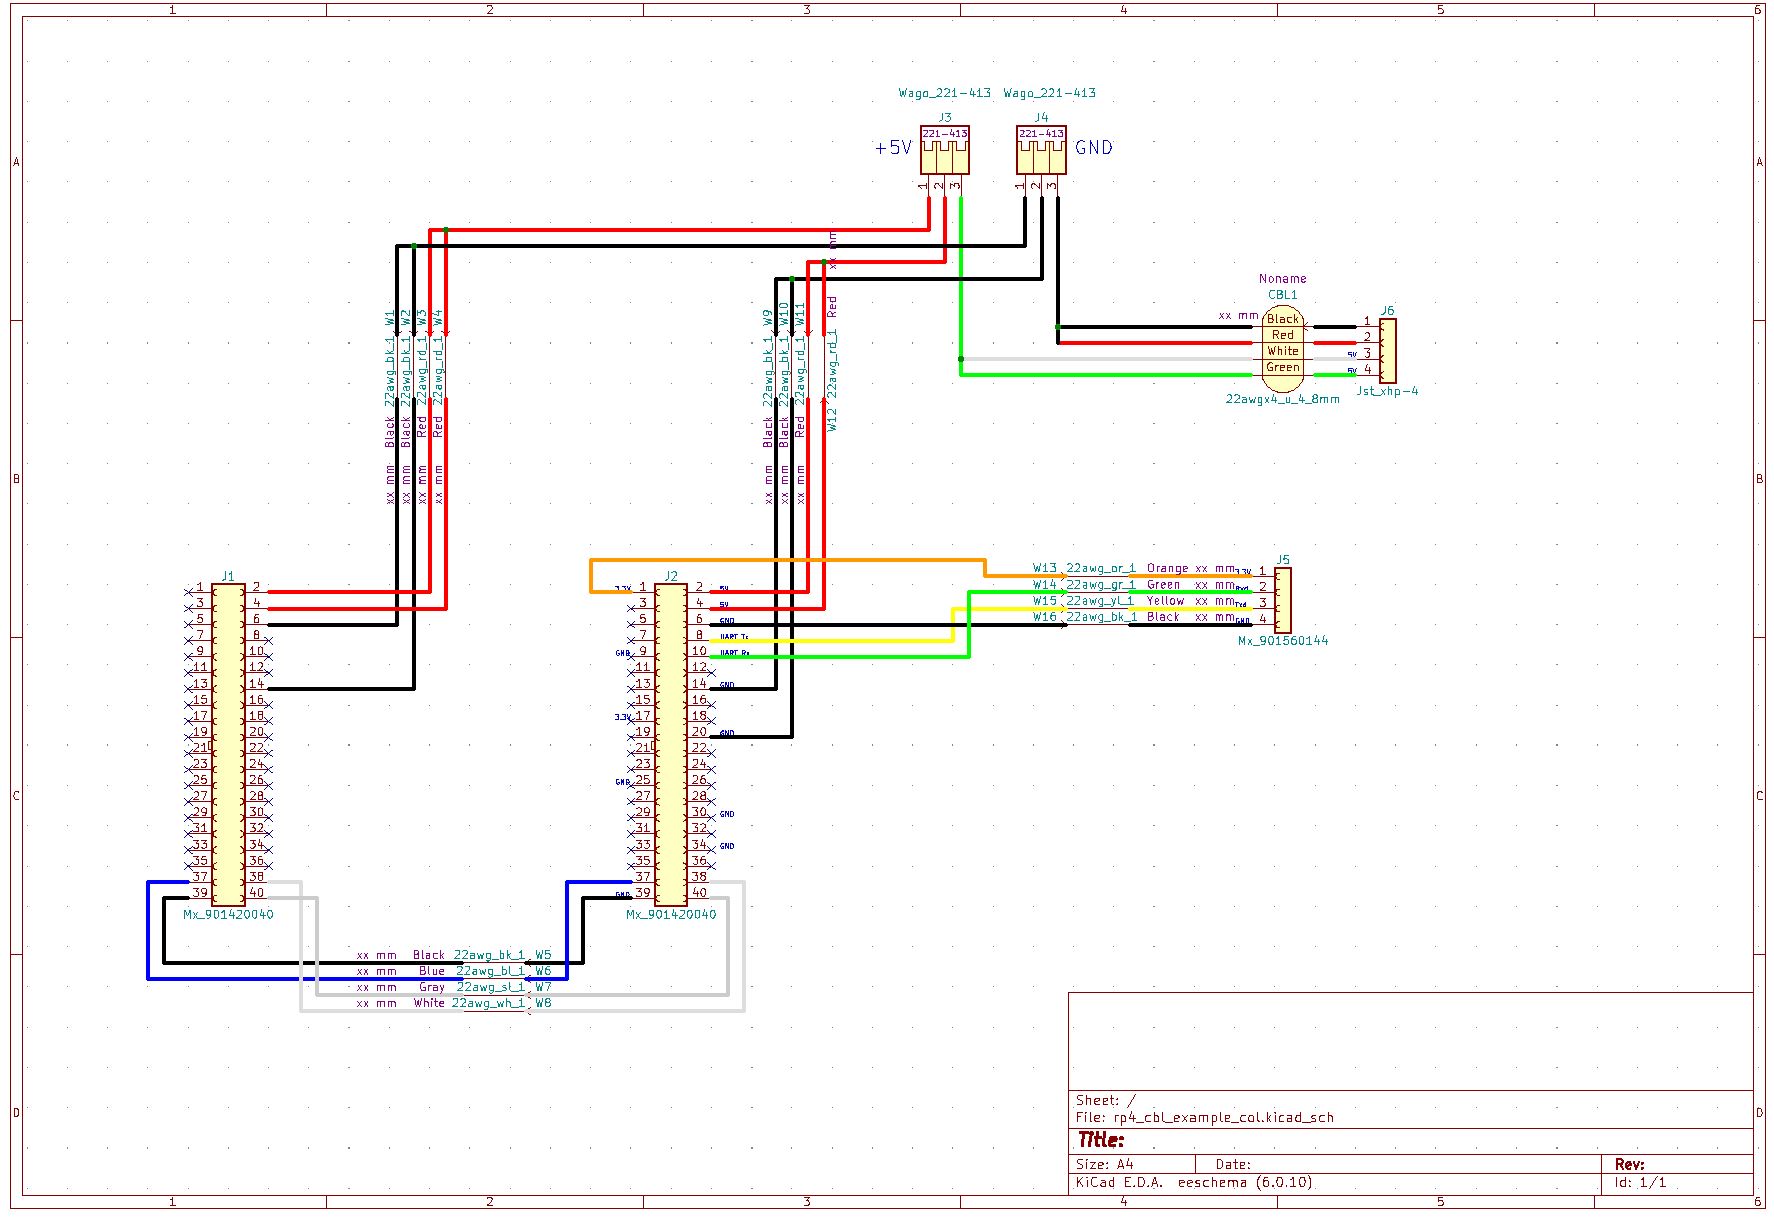 1 2 3 4 5 6
Wago_221-413 Wago_221-413
J3 J4
221-413 221-413
+5V GND
A A
1 2 3 1 2 3
Noname
CBL1
J6
xx mm Black 1
Red 2
White 5V 3
Green 5V 4
22awgx4_u_4_8mm Jst_xhp-4
xx mm Black 22awg_bk_1 W1
xx mm Black 22awg_bk_1 W2
xx mm Red 22awg_rd_1 W3
xx mm Red 22awg_rd_1 W4
xx mm Black 22awg_bk_1 W9
xx mm Black 22awg_bk_1 W10
xx mm Red 22awg_rd_1 W11
W12 22awg_rd_1 Red xx mm
B B
J5
W13 22awg_or_1 Orange xx mm 3.3V 1
W14 22awg_gr_1 Green xx mm Rxd 2
W15 22awg_yl_1 Yellow xx mm Txd 3
W16 22awg_bk_1 Black xx mm GND 4
Mx_901560144
J1
1 2
3 4
5 6
7 8
9 10
11 12
13 14
15 16
17 18
19 20
21 22
23 24
25 26
27 28
29 30
31 32
33 34
35 36
37 38
39 40
Mx_901420040
J2
3.3V 1 2 5V
3 4 5V
5 6 GND
7 8 UART Tx
GND 9 10 UART Rx
11 12
13 14 GND
15 16
3.3V 17 18
19 20 GND
21 22
23 24
GND 25 26
27 28
29 30 GND
31 32
33 34 GND
35 36
37 38
GND 39 40
Mx_901420040
C C
xx mm Black 22awg_bk_1 W5
xx mm Blue 22awg_bl_1 W6
xx mm Gray 22awg_sl_1 W7
xx mm White 22awg_wh_1 W8
D D
Sheet: /
File: rp4_cbl_example_col.kicad_sch
Title:
Size: A4 Date: Rev:
KiCad E.D.A. eeschema (6.0.10) Id: 1/1
1 2 3 4 5 6